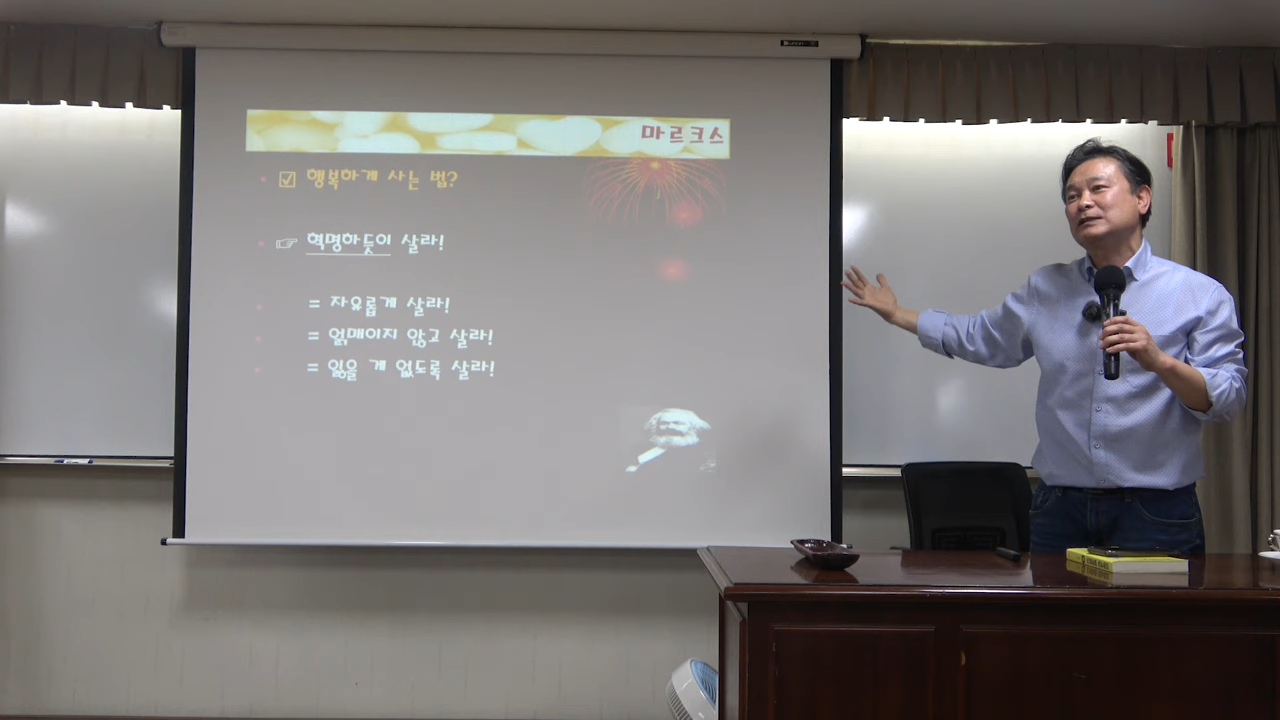 마르크스
행복하게 사는 법?
혁명하듯이 살라!
= 자유롭게 살라!
= 얽매이지 않고 살라!
= 잃을 게 없도록 살라!